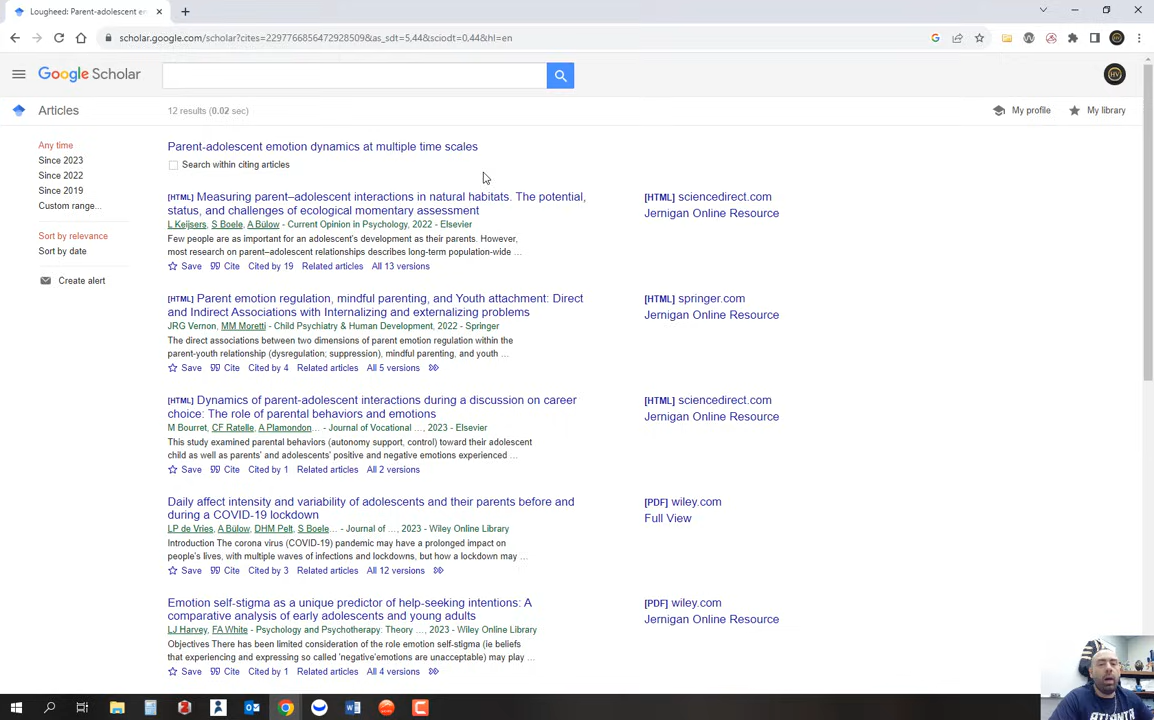 Lougheed: Parent-adolescent em
scholar.google.com/scholar?cites=2297766856472928509&as_sdt=5,44&sciodt=0,44&hl=en
Google Scholar
Articles
12 results (0.02 sec)
My profile
My library
Any time
Since 2023
Since 2022
Since 2019
Custom range...
Sort by relevance
Sort by date
Create alert
Parent-adolescent emotion dynamics at multiple time scales
Search within citing articles
[HTML] Measuring parent–adolescent interactions in natural habitats. The potential,
status, and challenges of ecological momentary assessment
L Keijsers, S Boele, A Bülow - Current Opinion in Psychology, 2022 - Elsevier
Few people are as important for an adolescent's development as their parents. However,
most research on parent–adolescent relationships describes long-term population-wide ...
Save Cite Cited by 19 Related articles All 13 versions
[HTML] sciencedirect.com
Jernigan Online Resource
[HTML] Parent emotion regulation, mindful parenting, and Youth attachment: Direct
and Indirect Associations with Internalizing and externalizing problems
JRG Vernon, MM Moretti - Child Psychiatry & Human Development, 2022 - Springer
The direct associations between two dimensions of parent emotion regulation within the
parent-youth relationship (dysregulation; suppression), mindful parenting, and youth ...
Save Cite Cited by 4 Related articles All 5 versions
[HTML] springer.com
Jernigan Online Resource
[HTML] Dynamics of parent-adolescent interactions during a discussion on career
choice: The role of parental behaviors and emotions
M Bourret, CF Ratelle, A Plamondon... - Journal of Vocational ..., 2023 - Elsevier
This study examined parental behaviors (autonomy support, control) toward their adolescent
child as well as parents' and adolescents' positive and negative emotions experienced ...
Save Cite Cited by 1 Related articles All 2 versions
[HTML] sciencedirect.com
Jernigan Online Resource
Daily affect intensity and variability of adolescents and their parents before and
during a COVID-19 lockdown
LP de Vries, A Bülow, DHM Pelt, S Boele... - Journal of ..., 2023 - Wiley Online Library
Introduction The corona virus (COVID-19) pandemic may have a prolonged impact on
people's lives, with multiple waves of infections and lockdowns, but how a lockdown may ...
Save Cite Cited by 3 Related articles All 12 versions
[PDF] wiley.com
Full View
Emotion self-stigma as a unique predictor of help-seeking intentions: A
comparative analysis of early adolescents and young adults
LJ Harvey, FA White - Psychology and Psychotherapy: Theory ..., 2023 - Wiley Online Library
Objectives There has been limited consideration of the role emotion self-stigma (ie beliefs
that experiencing and expressing so called 'negative'emotions are unacceptable) may play ...
Save Cite Cited by 1 Related articles All 4 versions
[PDF] wiley.com
Jernigan Online Resource
ATLANTA